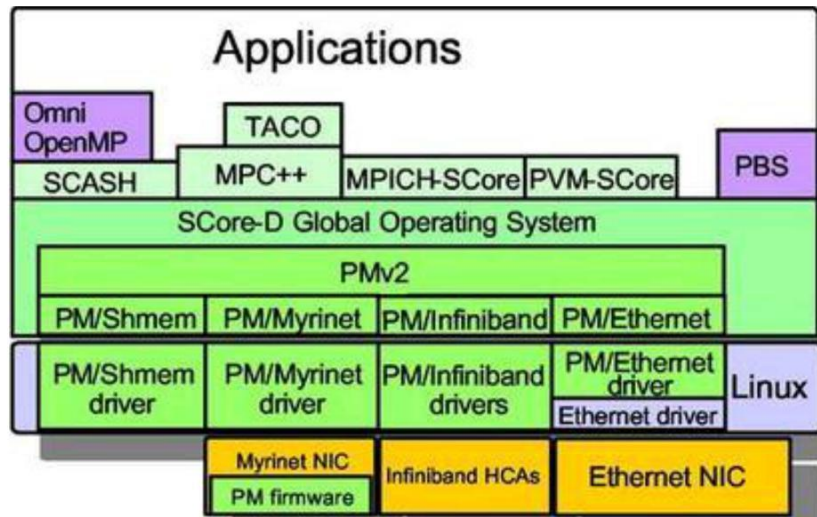 Applications
Omni
OpenMP
TACO
SCASH
MPC++
MPICH-SCore
PVM-SCore
PBS
SCore-D Global Operating System
PMv2
PM/Shmem
PM/Myrinet
PM/Infiniband
PM/Ethernet
PM/Shmem
driver
PM/Myrinet
driver
PM/Infiniband
drivers
PM/Ethernet
driver
Ethernet driver
Linux
Myrinet NIC
PM firmware
Infiniband HCAs
Ethernet NIC